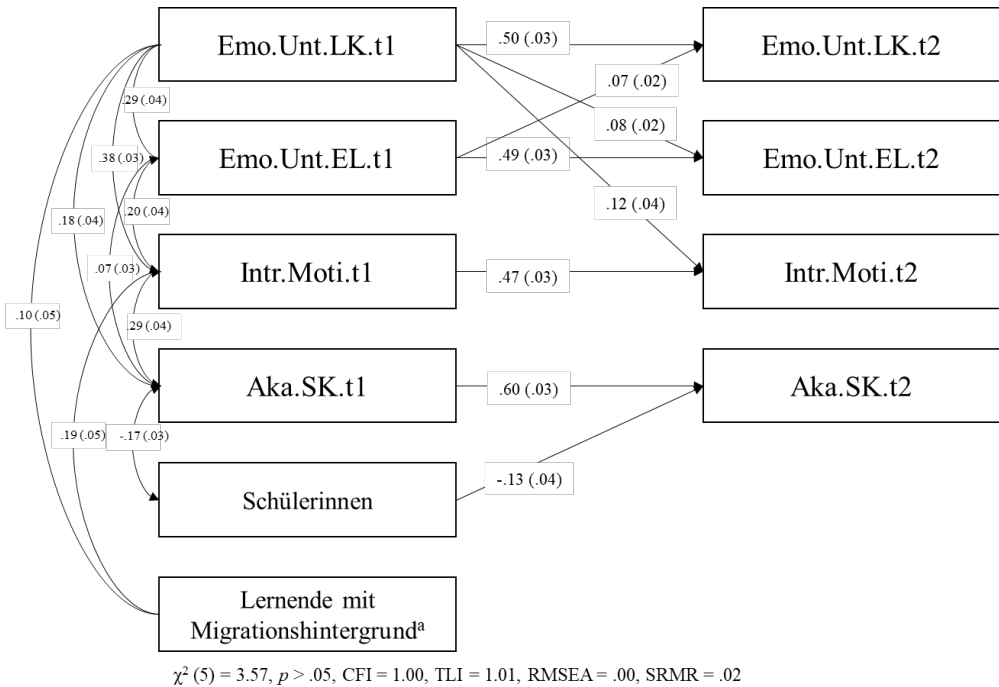 Emo.Unt.LK.t1
.50 (.03)
Emo.Unt.LK.t2
.07 (.02)
.29 (.04)
.08 (.02)
Emo.Unt.EL.t1
.49 (.03)
Emo.Unt.EL.t2
.38 (.03)
.12 (.04)
.20 (.04)
.18 (.04)
.07 (.03)
Intr.Moti.t1
.47 (.03)
Intr.Moti.t2
.10 (.05)
.29 (.04)
Aka.SK.t1
.60 (.03)
Aka.SK.t2
.19 (.05)
-.17 (.03)
-.13 (.04)
Schülerinnen
Lernende mit
Migrationshintergrundᵃ
χ² (5) = 3.57, p > .05, CFI = 1.00, TLI = 1.01, RMSEA = .00, SRMR = .02